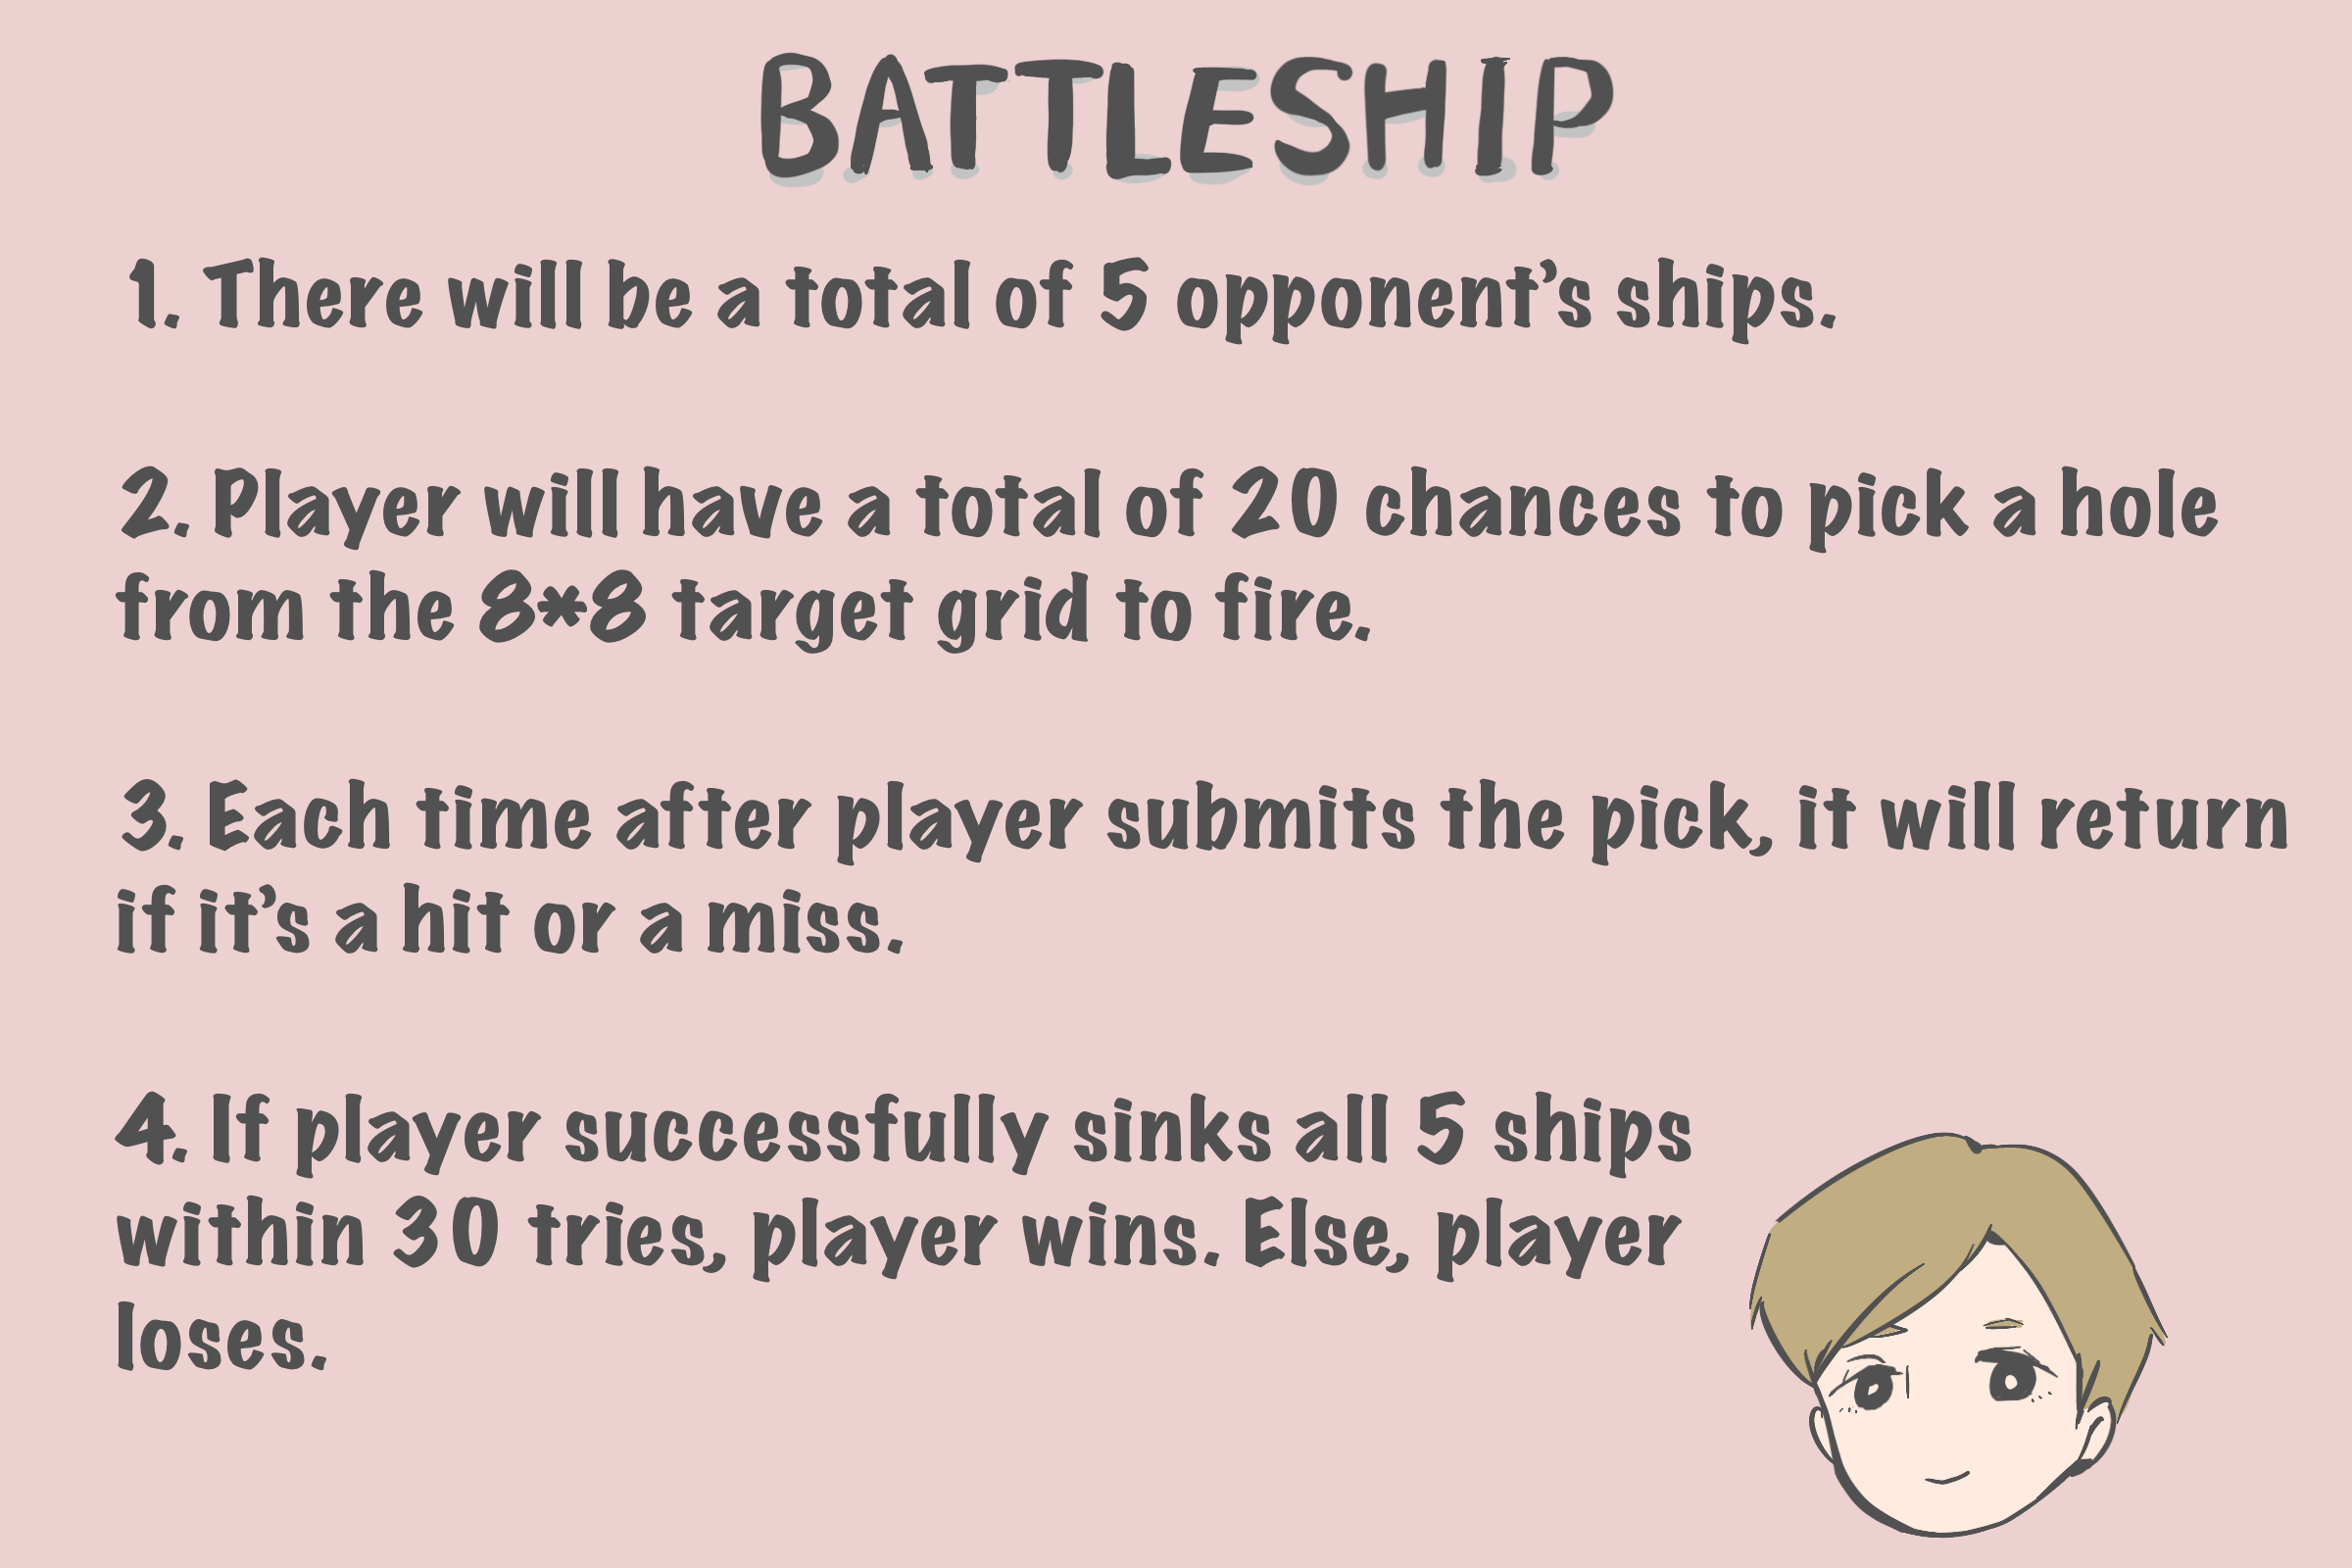 BATTLESHIP
1. There will be a total of 5 opponent's ships.
2. Player will have a total of 20 chances to pick a hole
from the 8*8 target grid to fire.
3. Each time after player submits the pick, it will return
if it's a hit or a miss.
4. If player successfully sinks all 5 ships
within 30 tries, player wins. Else, player
loses.